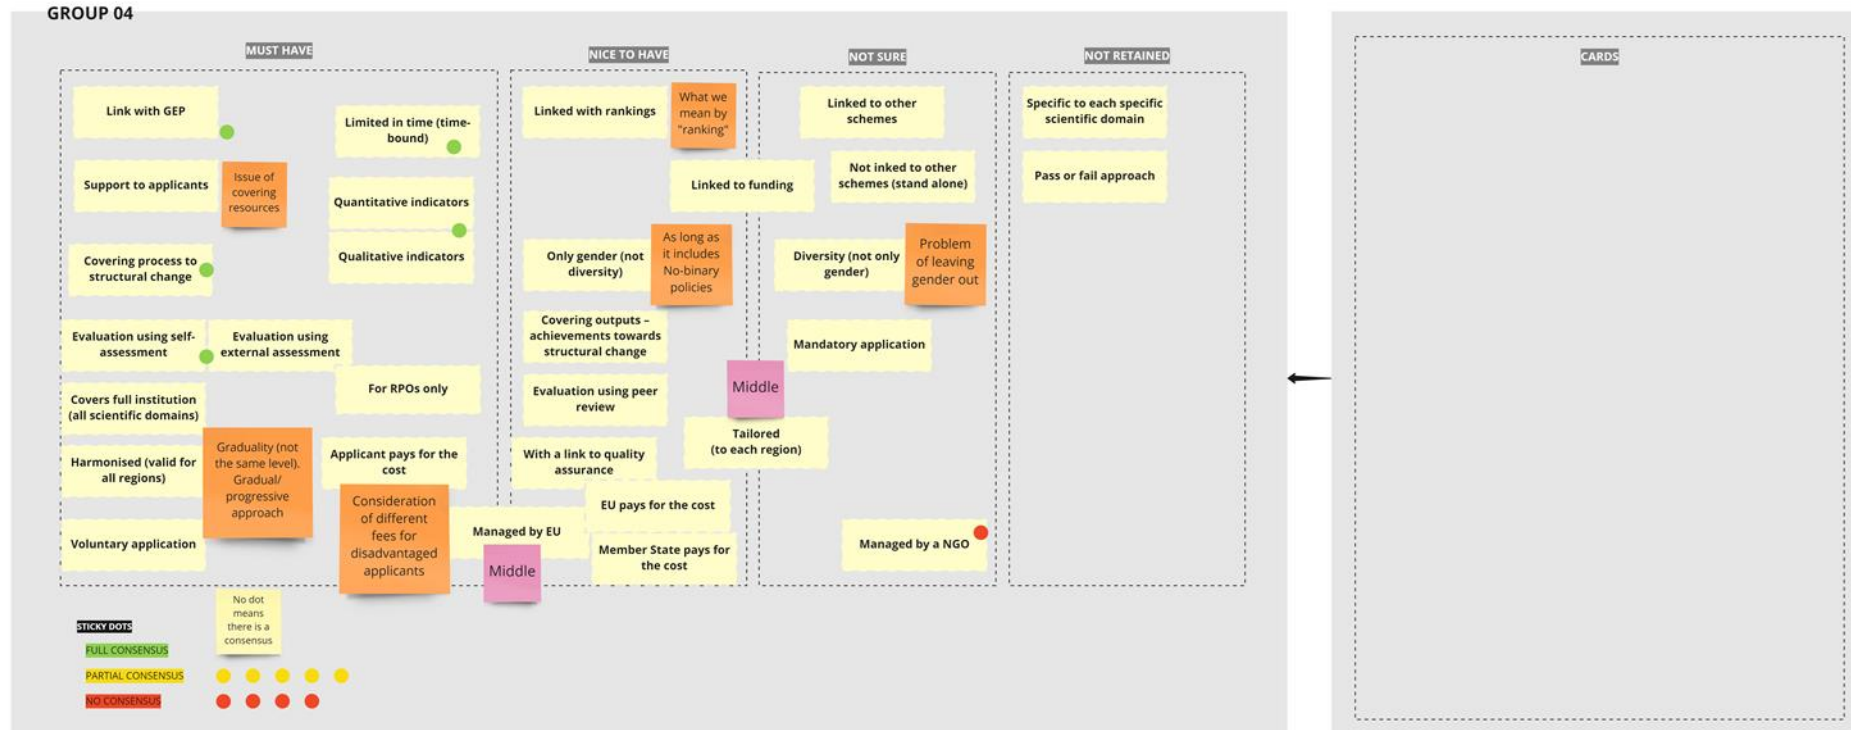 GROUP 04
MUST HAVE
Link with GEP
Limited in time (time-
bound)
Support to applicants
Issue of
covering
resources
Quantitative indicators
Qualitative indicators
Covering process to
structural change
Evaluation using self-
assessment
Evaluation using
external assessment
For RPOs only
Covers full institution
(all scientific domains)
Harmonised (valid for
all regions)
Graduality (not
the same level).
Gradual/
progressive
approach
Applicant pays for the
cost
Consideration
of different
fees for
disadvantaged
applicants
Voluntary application
Managed by EU
Middle
NICE TO HAVE
Linked with rankings
What we
mean by
"ranking"
Linked to funding
Only gender (not
diversity)
As long as
it includes
No-binary
policies
Covering outputs –
achievements towards
structural change
Evaluation using peer
review
Middle
Tailored
(to each region)
With a link to quality
assurance
EU pays for the cost
Member State pays for
the cost
NOT SURE
Linked to other
schemes
Not inked to other
schemes (stand alone)
Diversity (not only
gender)
Problem
of leaving
gender out
Mandatory application
Managed by a NGO
NOT RETAINED
Specific to each specific
scientific domain
Pass or fail approach
CARDS
STICKY DOTS
No dot
means
there is a
consensus
FULL CONSENSUS
PARTIAL CONSENSUS
NO CONSENSUS